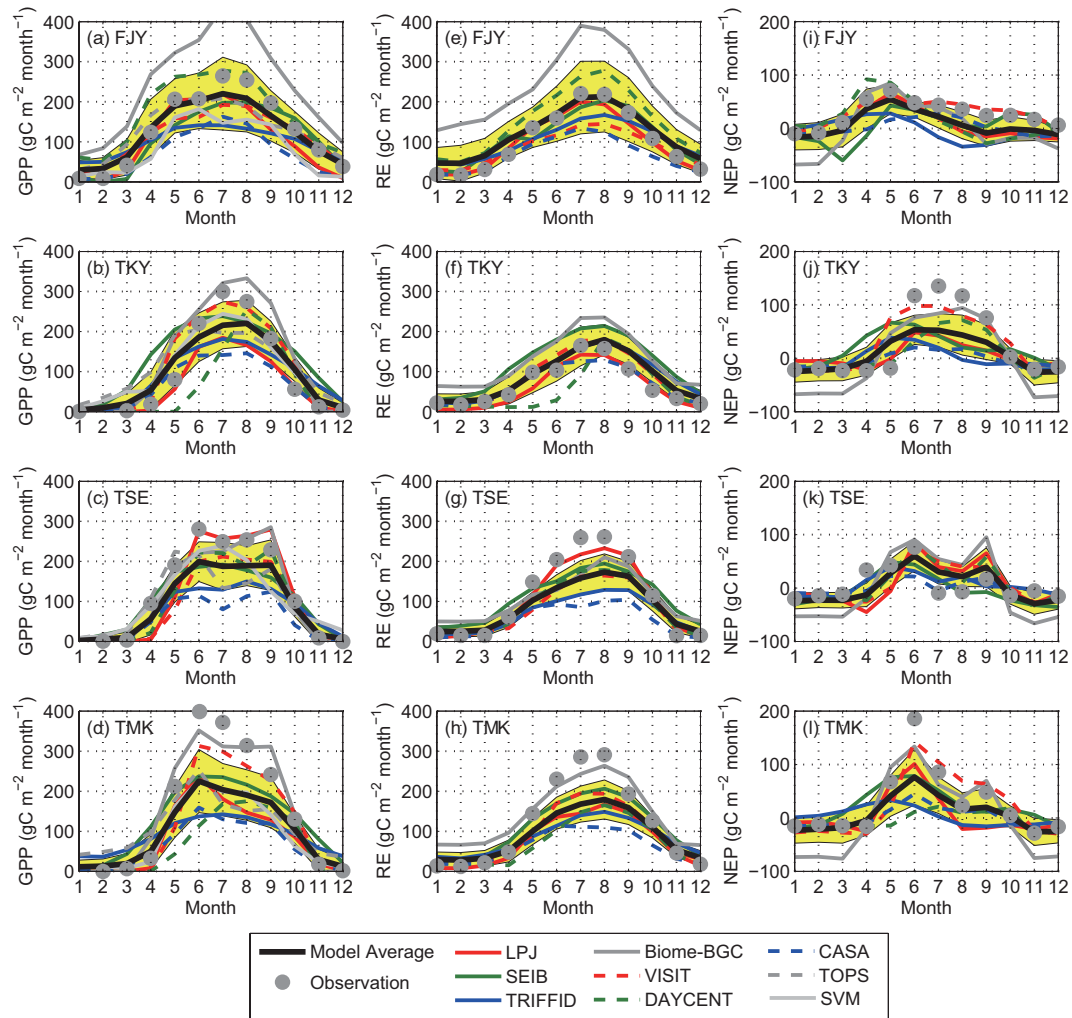 (a) FJY
GPP (gC m⁻² month⁻¹)
400
300
200
100
0
1 2 3 4 5 6 7 8 9 10 11 12
Month
(e) FJY
RE (gC m⁻² month⁻¹)
400
300
200
100
0
1 2 3 4 5 6 7 8 9 10 11 12
Month
(i) FJY
NEP (gC m⁻² month⁻¹)
200
100
0
−100
1 2 3 4 5 6 7 8 9 10 11 12
Month
(b) TKY
GPP (gC m⁻² month⁻¹)
400
300
200
100
0
1 2 3 4 5 6 7 8 9 10 11 12
(f) TKY
RE (gC m⁻² month⁻¹)
400
300
200
100
0
1 2 3 4 5 6 7 8 9 10 11 12
(j) TKY
NEP (gC m⁻² month⁻¹)
200
100
0
−100
1 2 3 4 5 6 7 8 9 10 11 12
(c) TSE
GPP (gC m⁻² month⁻¹)
400
300
200
100
0
1 2 3 4 5 6 7 8 9 10 11 12
(g) TSE
RE (gC m⁻² month⁻¹)
400
300
200
100
0
1 2 3 4 5 6 7 8 9 10 11 12
(k) TSE
NEP (gC m⁻² month⁻¹)
200
100
0
−100
1 2 3 4 5 6 7 8 9 10 11 12
(d) TMK
GPP (gC m⁻² month⁻¹)
400
300
200
100
0
1 2 3 4 5 6 7 8 9 10 11 12
Month
(h) TMK
RE (gC m⁻² month⁻¹)
400
300
200
100
0
1 2 3 4 5 6 7 8 9 10 11 12
Month
(l) TMK
NEP (gC m⁻² month⁻¹)
200
100
0
−100
1 2 3 4 5 6 7 8 9 10 11 12
Month
Model Average
Observation
LPJ
SEIB
TRIFFID
Biome-BGC
VISIT
DAYCENT
CASA
TOPS
SVM